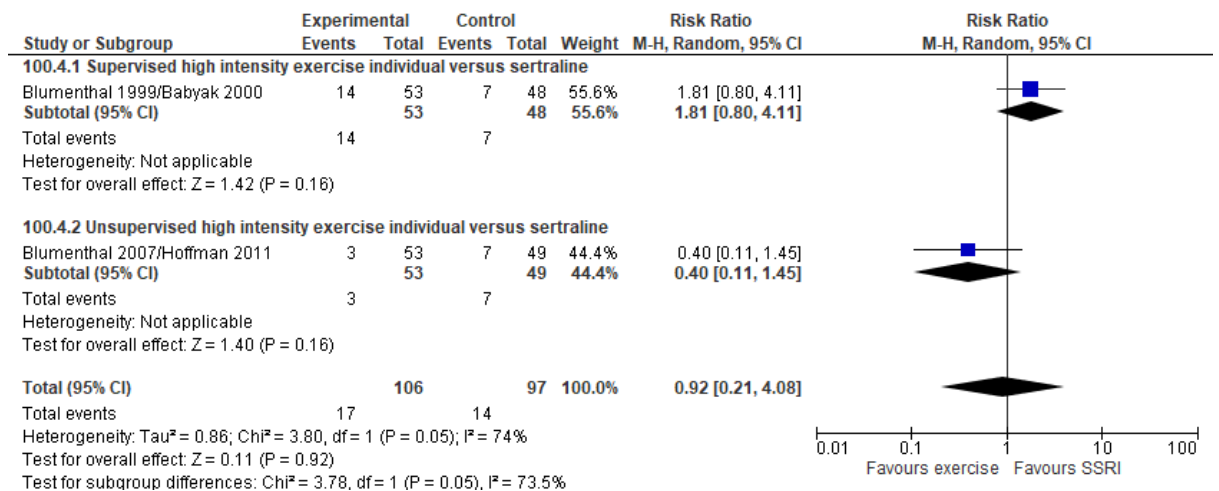 Experimental Control Risk Ratio Risk Ratio
Study or Subgroup Events Total Events Total Weight M-H, Random, 95% CI M-H, Random, 95% CI
100.4.1 Supervised high intensity exercise individual versus sertraline
Blumenthal 1999/Babyak 2000 14 53 7 48 55.6% 1.81 [0.80, 4.11]
Subtotal (95% CI) 53 48 55.6% 1.81 [0.80, 4.11]
Total events 14 7
Heterogeneity: Not applicable
Test for overall effect: Z = 1.42 (P = 0.16)
100.4.2 Unsupervised high intensity exercise individual versus sertraline
Blumenthal 2007/Hoffman 2011 3 53 7 49 44.4% 0.40 [0.11, 1.45]
Subtotal (95% CI) 53 49 44.4% 0.40 [0.11, 1.45]
Total events 3 7
Heterogeneity: Not applicable
Test for overall effect: Z = 1.40 (P = 0.16)
Total (95% CI) 106 97 100.0% 0.92 [0.21, 4.08]
Total events 17 14
Heterogeneity: Tau² = 0.86; Chi² = 3.80, df = 1 (P = 0.05); I² = 74%
Test for overall effect: Z = 0.11 (P = 0.92)
Test for subgroup differences: Chi² = 3.78, df = 1 (P = 0.05), I² = 73.5%
0.01 0.1 1 10 100
Favours exercise Favours SSRI